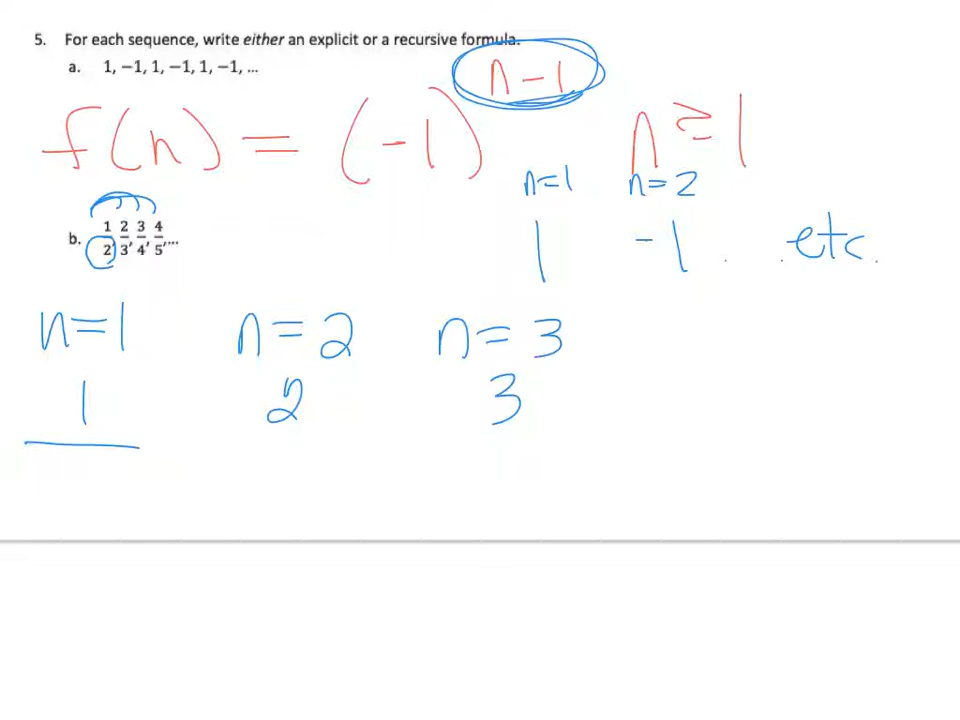 5. For each sequence, write either an explicit or a recursive formula.
a. 1, −1, 1, −1, 1, −1, ...
f(n) = (-1)^(n-1) n ≥ 1
n=1 n=2
1 -1 . . etc .
b. 1/2, 2/3, 3/4, 4/5, ...
n=1 n=2 n=3
1 2 3